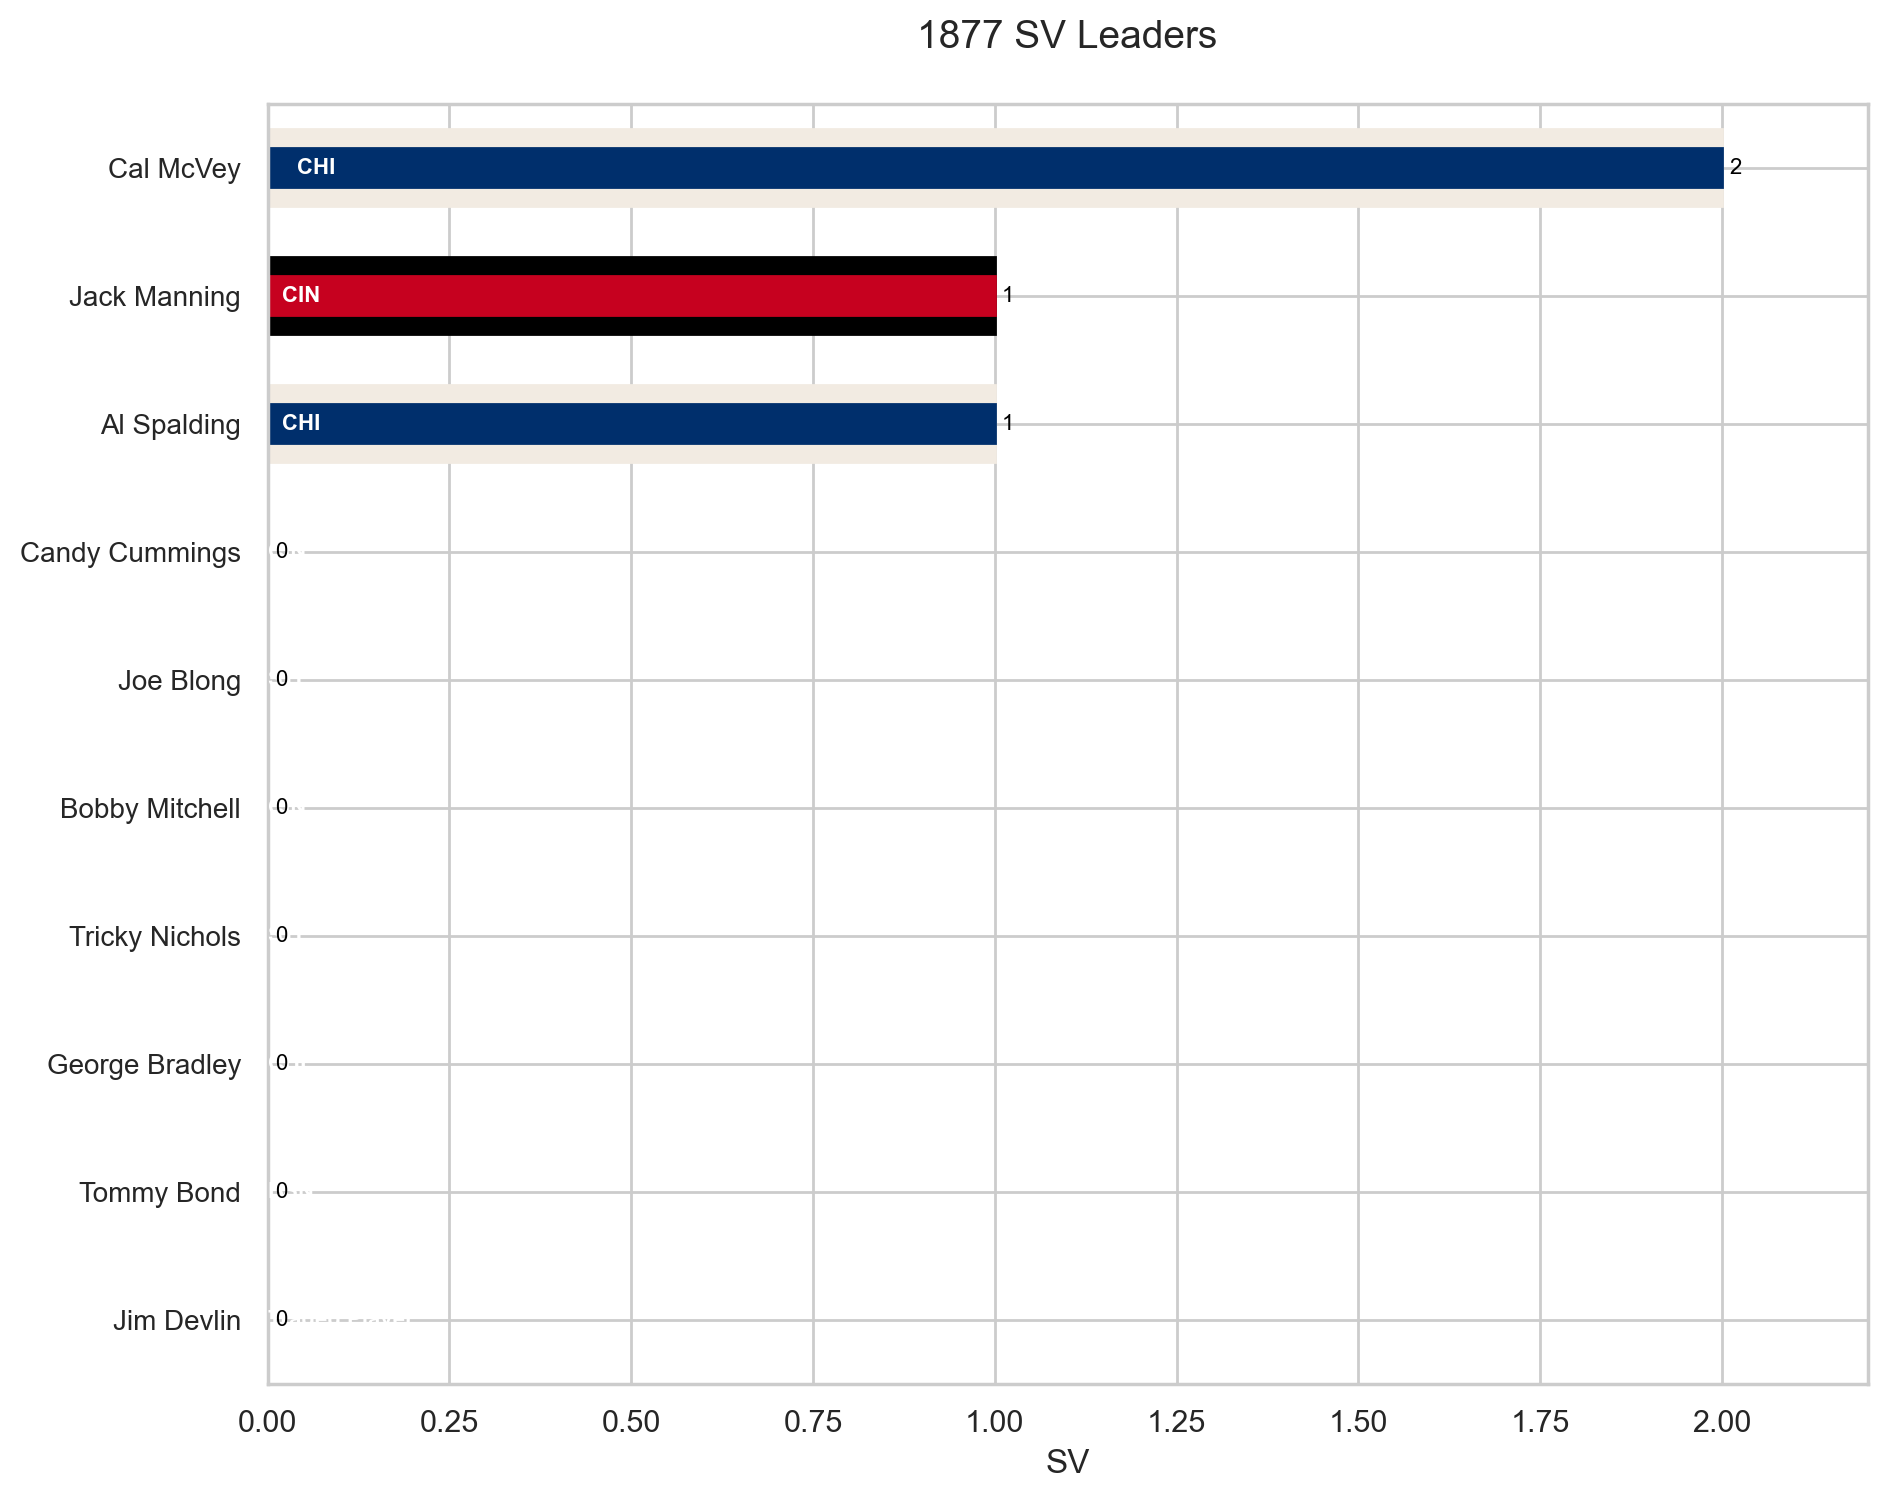 1877 SV Leaders
Cal McVey
CHI
2
Jack Manning
CIN
1
Al Spalding
CHI
1
Candy Cummings
0
Joe Blong
0
Bobby Mitchell
0
Tricky Nichols
0
George Bradley
0
Tommy Bond
0
Jim Devlin
0
0.00 0.25 0.50 0.75 1.00 1.25 1.50 1.75 2.00
SV